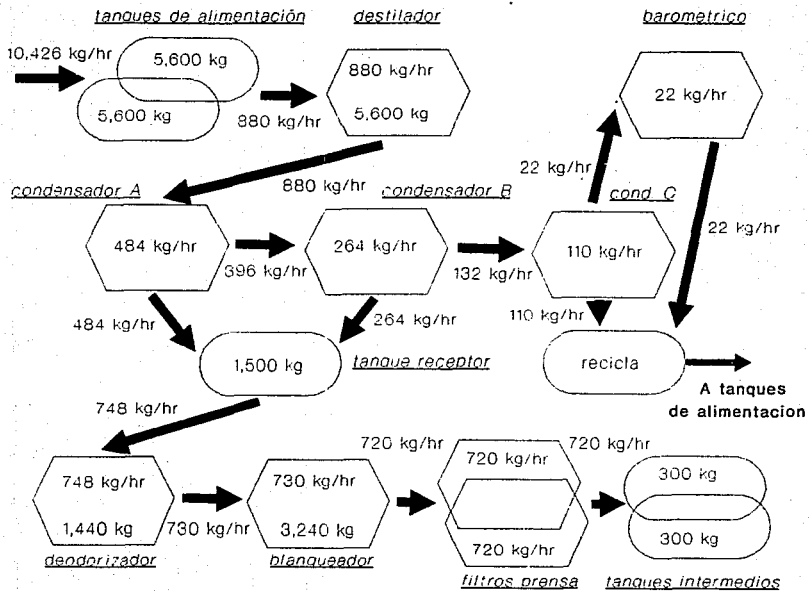 tanques de alimentación
destilador
barometrico
10,426 kg/hr
5,600 kg
5,600 kg
880 kg/hr
880 kg/hr
5,600 kg
22 kg/hr
880 kg/hr
22 kg/hr
22 kg/hr
condensador A
condensador B
cond. C
484 kg/hr
396 kg/hr
264 kg/hr
132 kg/hr
110 kg/hr
484 kg/hr
264 kg/hr
110 kg/hr
1,500 kg
tanque receptor
recicla
A tanques
de alimentacion
748 kg/hr
748 kg/hr
1,440 kg
730 kg/hr
730 kg/hr
3,240 kg
720 kg/hr
720 kg/hr
720 kg/hr
720 kg/hr
300 kg
300 kg
deodorizador
blanqueador
filtros prensa
tanques intermedios